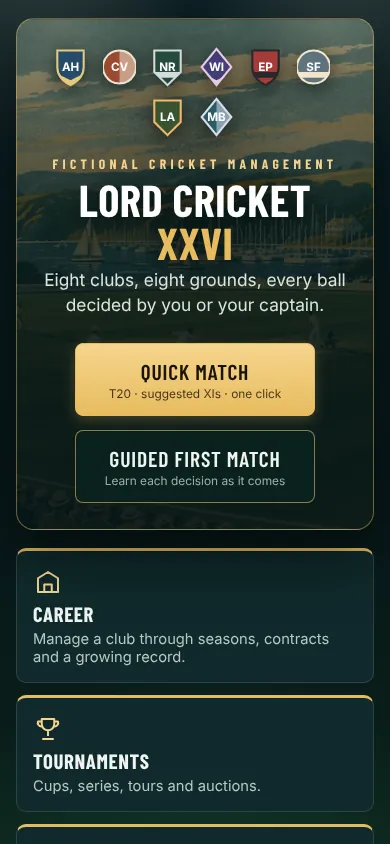 AH CV NR WI EP SF
LA MB
FICTIONAL CRICKET MANAGEMENT
LORD CRICKET
XXVI
Eight clubs, eight grounds, every ball
decided by you or your captain.
QUICK MATCH
T20 · suggested XIs · one click
GUIDED FIRST MATCH
Learn each decision as it comes
CAREER
Manage a club through seasons, contracts
and a growing record.
TOURNAMENTS
Cups, series, tours and auctions.